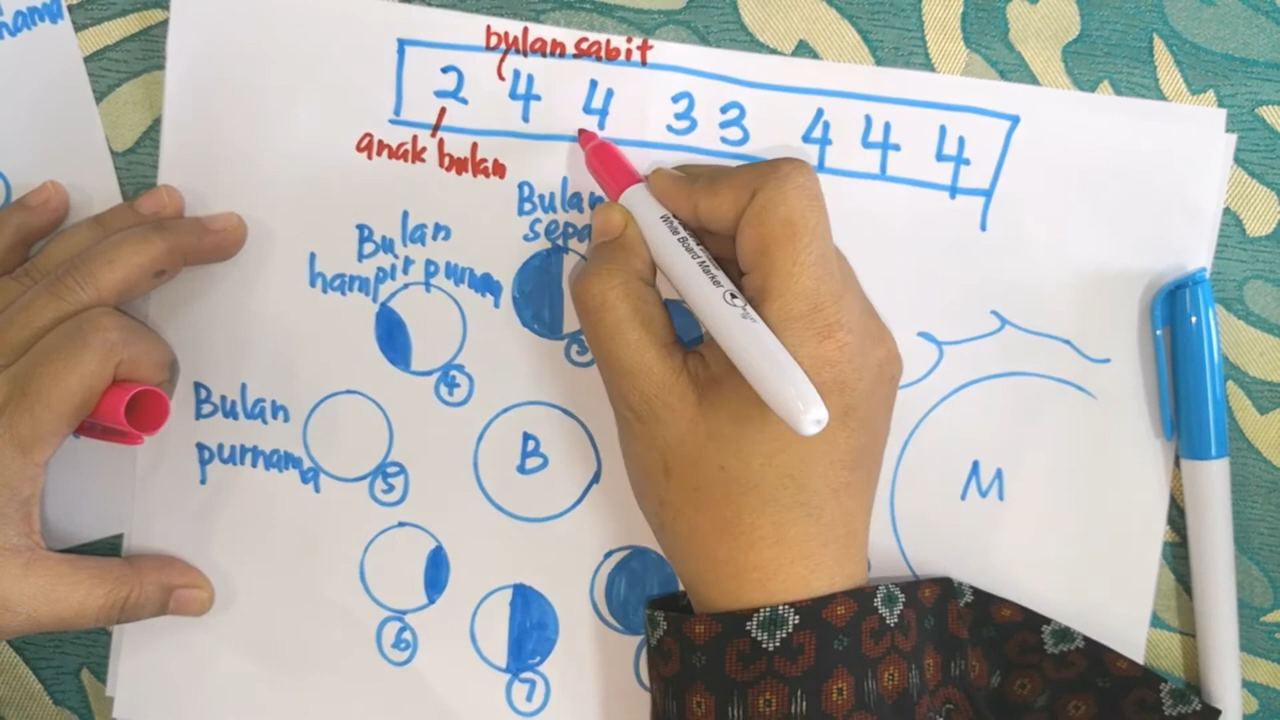 bulan sabit
2 4 4 3 3 4 4 4
anak bulan
Bulan
White Board Marker
Bulan
hampir purnama
4
5
Bulan
purnama
B
M
6
7